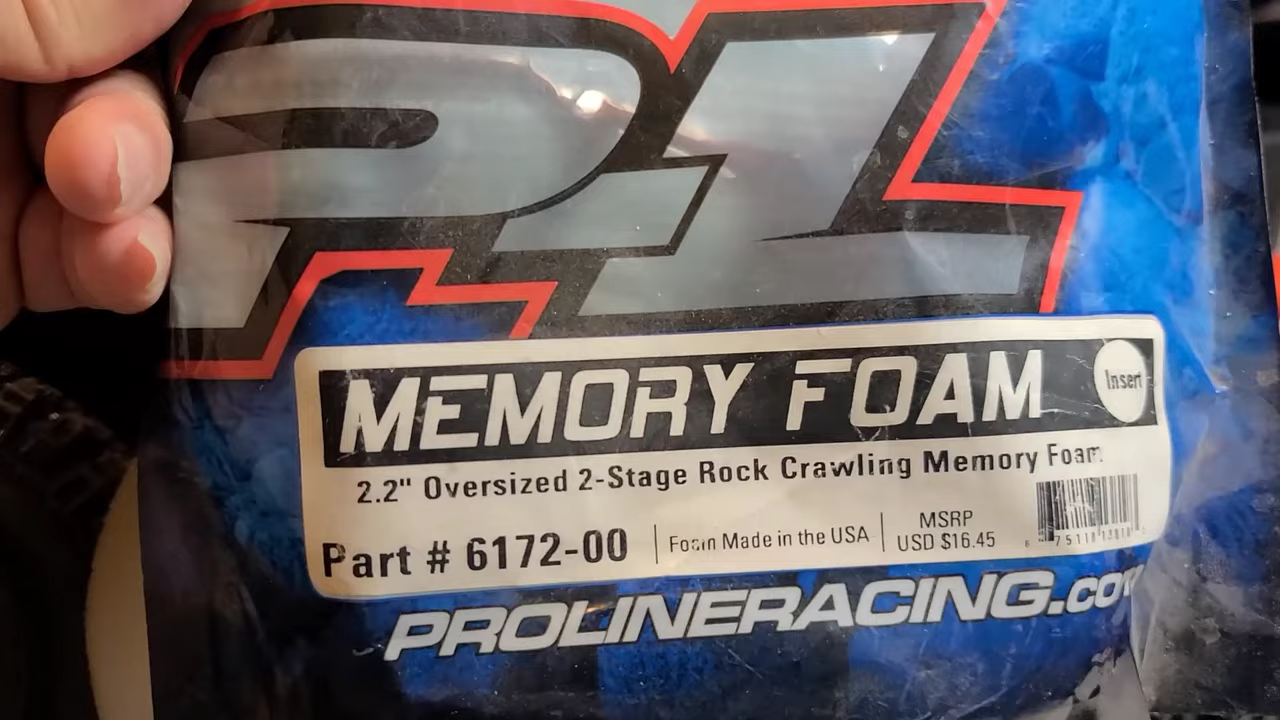 PL
MEMORY FOAM Insert
2.2" Oversized 2-Stage Rock Crawling Memory Foam
Part # 6172-00
Foam Made in the USA
MSRP
USD $16.45
PROLINERACING.com